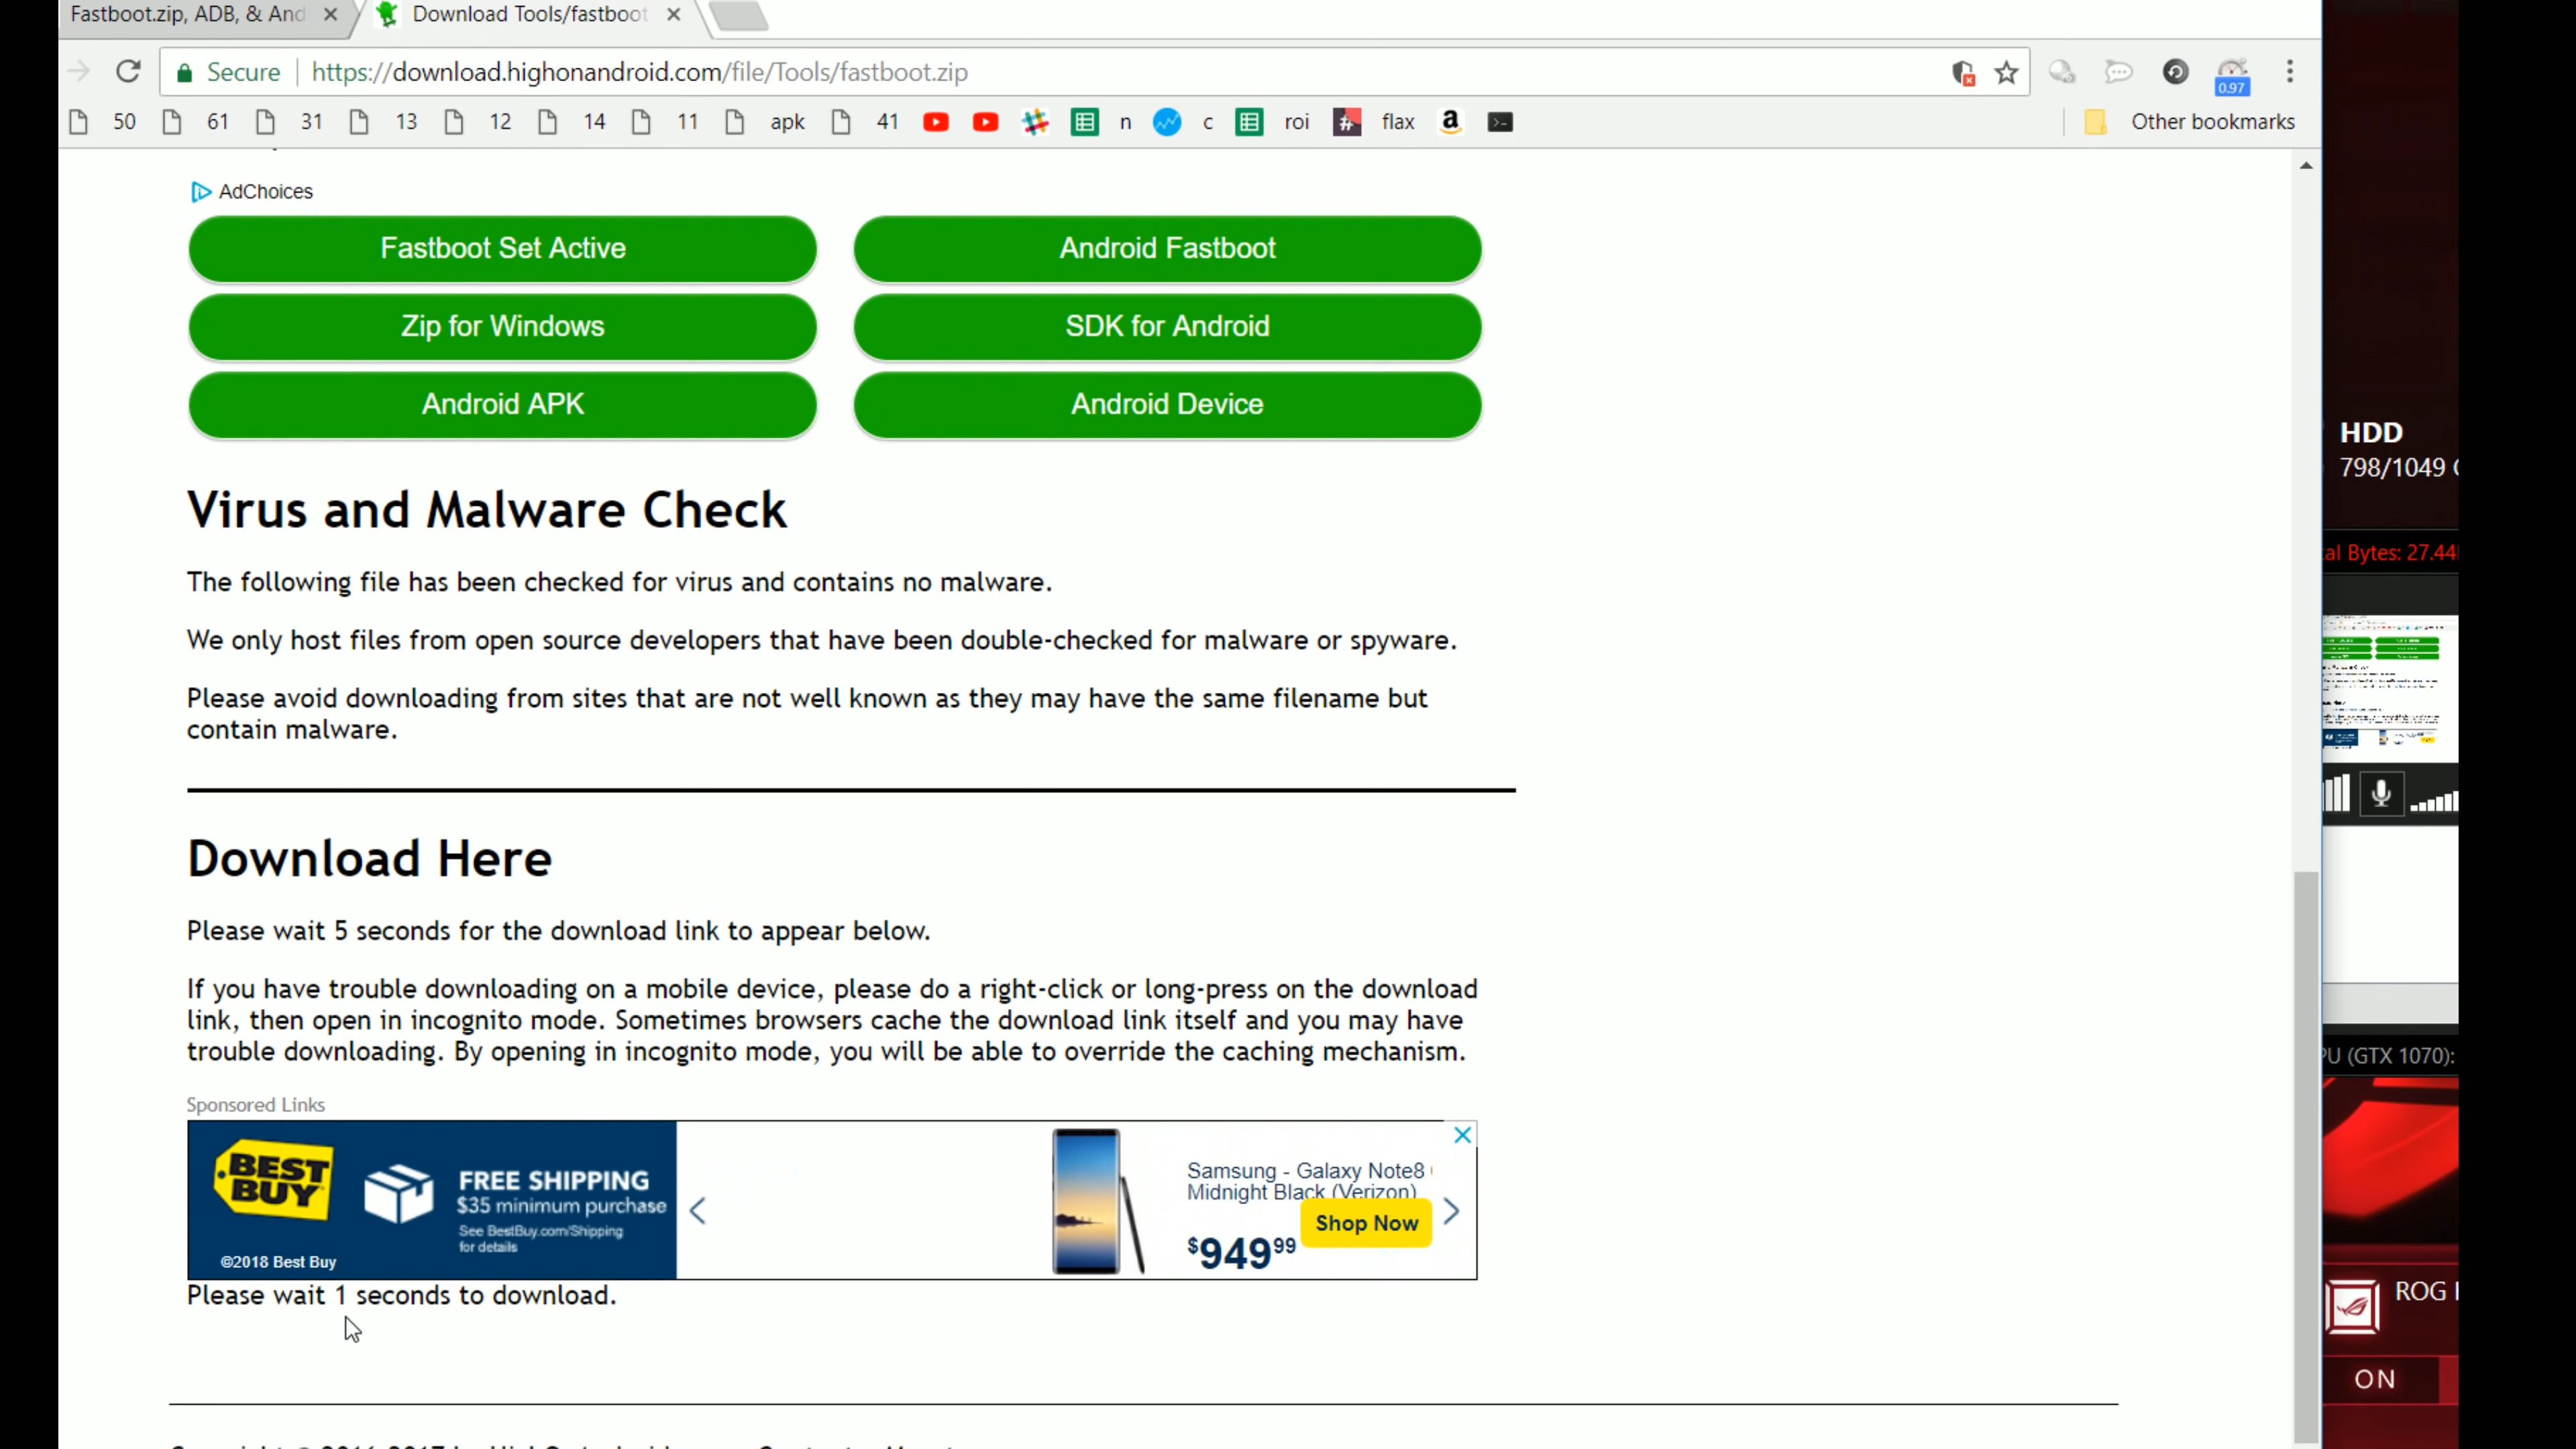 Fastboot.zip, ADB, & And
Download Tools/fastboot
Secure https://download.highonandroid.com/file/Tools/fastboot.zip
0.97
50 61 31 13 12 14 11 apk 41 n c roi flax Other bookmarks
AdChoices
Fastboot Set Active
Android Fastboot
Zip for Windows
SDK for Android
Android APK
Android Device
Virus and Malware Check
The following file has been checked for virus and contains no malware.
We only host files from open source developers that have been double-checked for malware or spyware.
Please avoid downloading from sites that are not well known as they may have the same filename but
contain malware.
Download Here
Please wait 5 seconds for the download link to appear below.
If you have trouble downloading on a mobile device, please do a right-click or long-press on the download
link, then open in incognito mode. Sometimes browsers cache the download link itself and you may have
trouble downloading. By opening in incognito mode, you will be able to override the caching mechanism.
Sponsored Links
BEST
BUY
©2018 Best Buy
FREE SHIPPING
$35 minimum purchase
See BestBuy.com/Shipping
for details
Samsung - Galaxy Note8
Midnight Black (Verizon)
$949 99
Shop Now
Please wait 1 seconds to download.
HDD
798/1049
al Bytes: 27.44
PU (GTX 1070):
ROG
ON